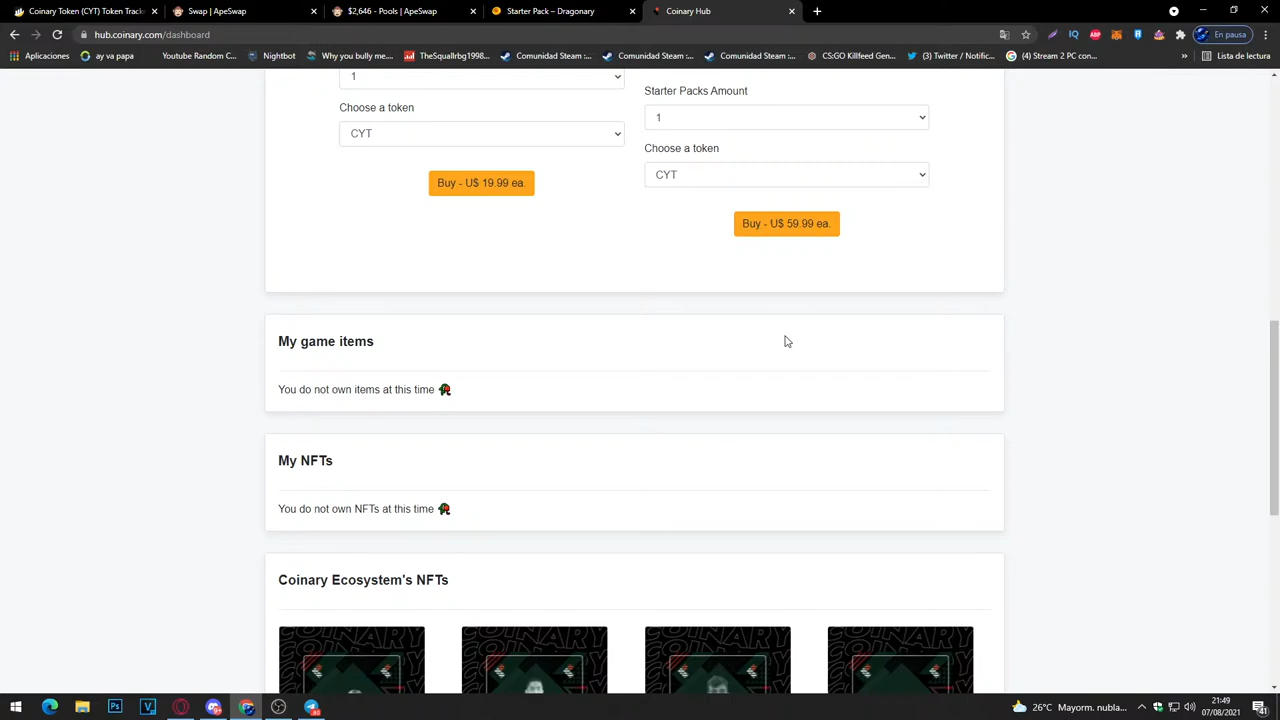 Coinary Token (CYT) Token Track
Swap | ApeSwap
$2,646 - Pools | ApeSwap
Starter Pack – Dragonary
Coinary Hub
hub.coinary.com/dashboard
En pausa
Aplicaciones
ay va papa
Youtube Random C...
Nightbot
Why you bully me....
TheSquallrbg1998...
Comunidad Steam :...
Comunidad Steam :...
Comunidad Steam :...
CS:GO Killfeed Gen...
(3) Twitter / Notific...
(4) Stream 2 PC con...
»
Lista de lectura
1
Choose a token
CYT
Buy - U$ 19.99 ea.
Starter Packs Amount
1
Choose a token
CYT
Buy - U$ 59.99 ea.
My game items
You do not own items at this time
My NFTs
You do not own NFTs at this time
Coinary Ecosystem's NFTs
26°C Mayorm. nubla...
21:49
07/08/2021